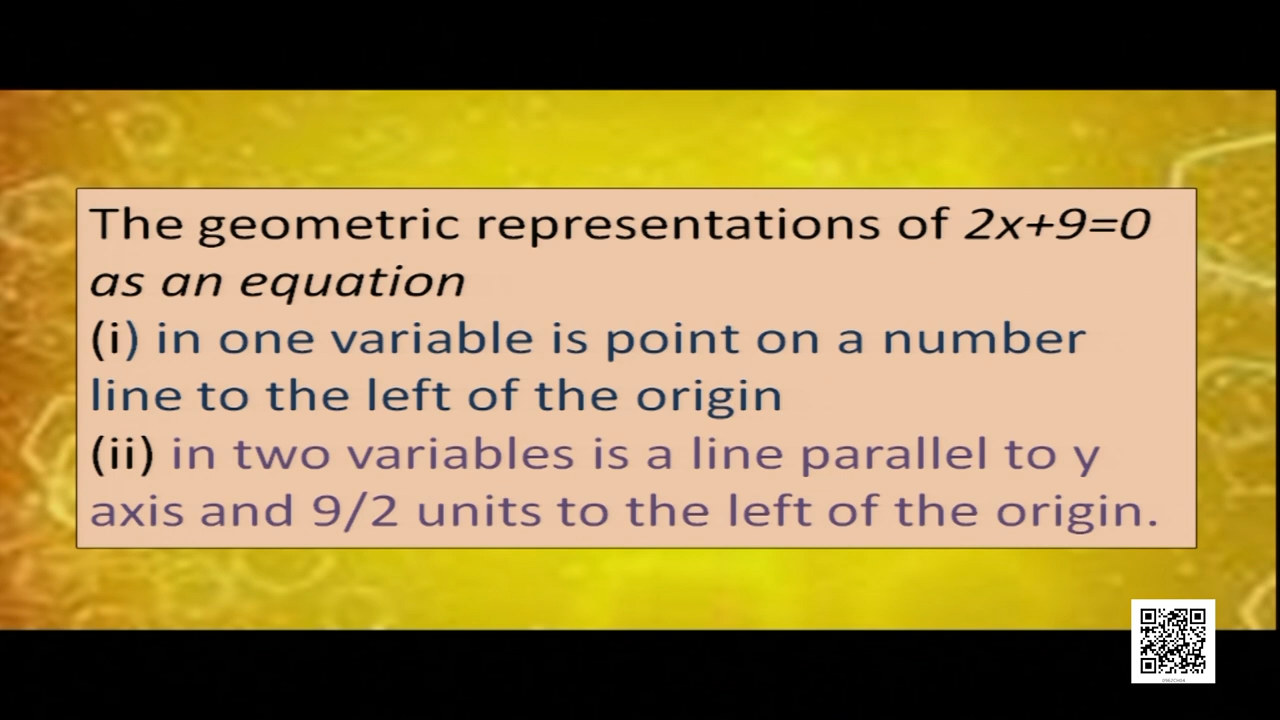 The geometric representations of 2x+9=0
as an equation
(i) in one variable is point on a number
line to the left of the origin
(ii) in two variables is a line parallel to y
axis and 9/2 units to the left of the origin.